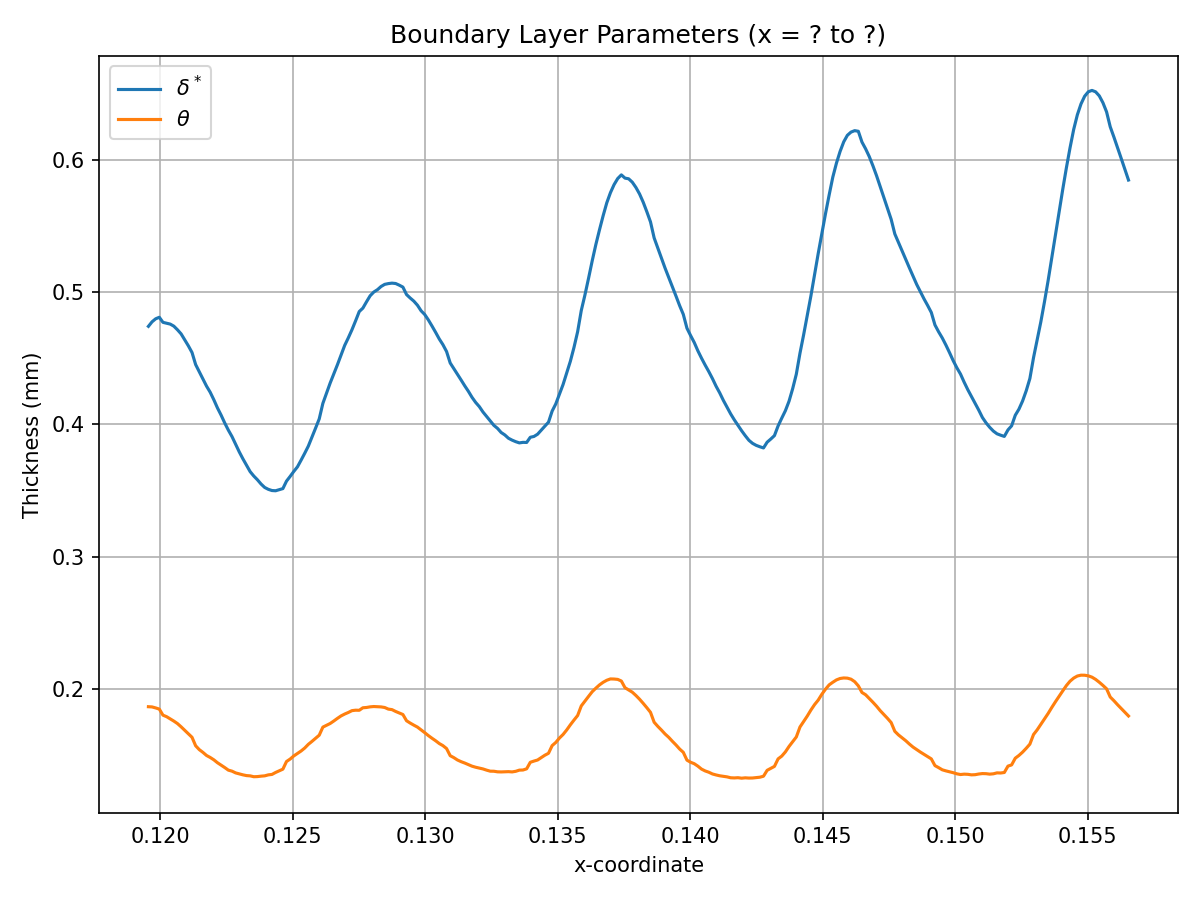 Boundary Layer Parameters (x = ? to ?)
δ*
θ
Thickness (mm)
0.6
0.5
0.4
0.3
0.2
0.120 0.125 0.130 0.135 0.140 0.145 0.150 0.155
x-coordinate